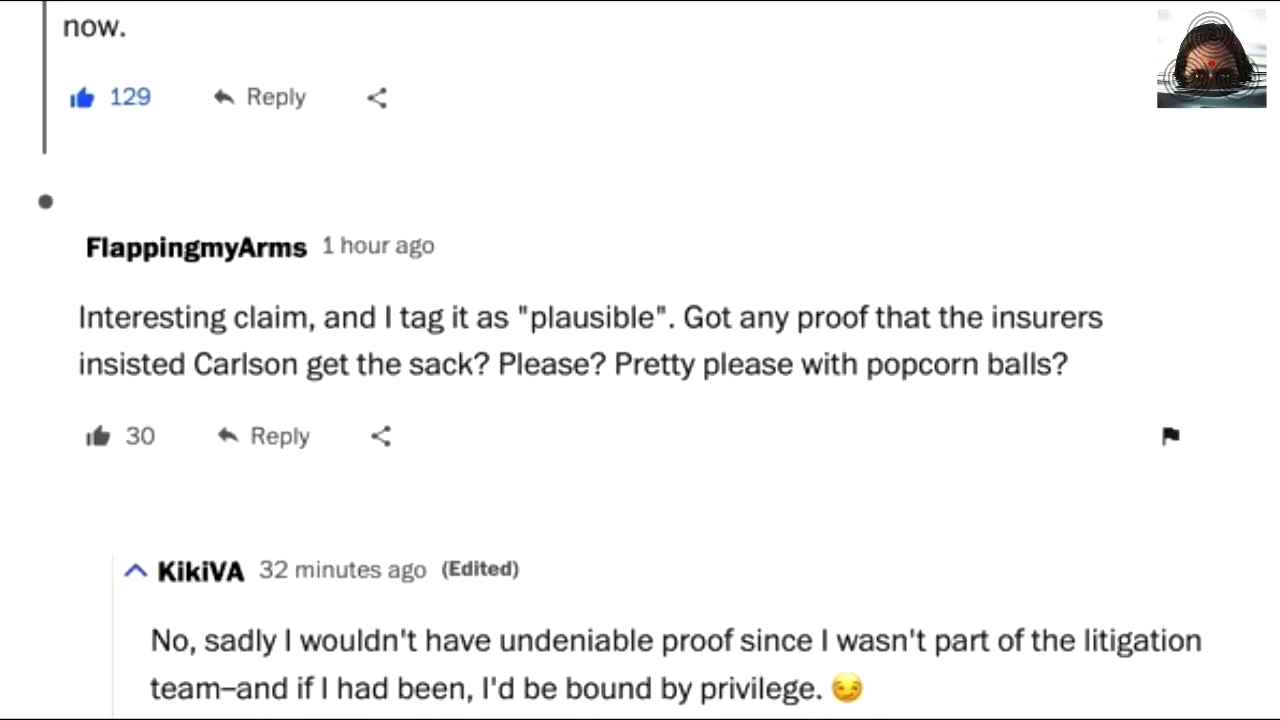 now.
129 Reply
FlappingmyArms 1 hour ago
Interesting claim, and I tag it as "plausible". Got any proof that the insurers
insisted Carlson get the sack? Please? Pretty please with popcorn balls?
30 Reply
KikiVA 32 minutes ago (Edited)
No, sadly I wouldn't have undeniable proof since I wasn't part of the litigation
team–and if I had been, I'd be bound by privilege. 😏